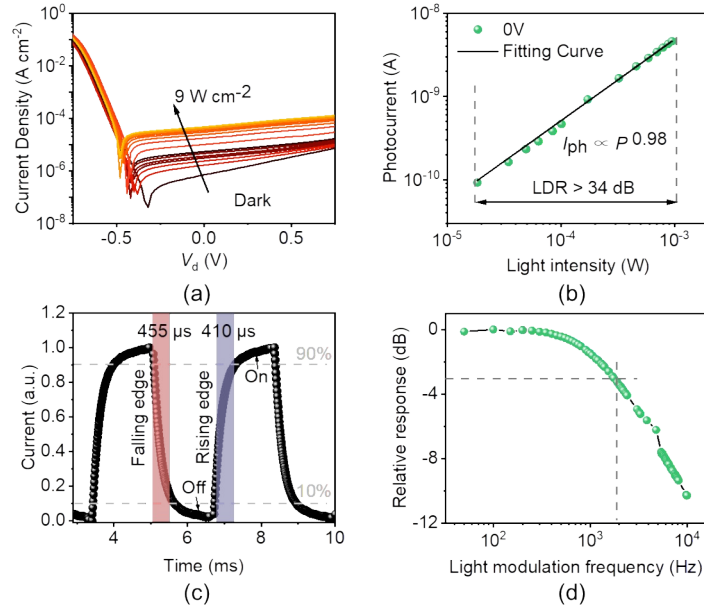 10⁰
10⁻²
10⁻⁴
10⁻⁶
10⁻⁸
Current Density (A cm⁻²)
9 W cm⁻²
Dark
-0.5
0.0
0.5
V_d (V)
(a)
10⁻⁸
10⁻⁹
10⁻¹⁰
Photocurrent (A)
0V
Fitting Curve
I_ph ∝ P^0.98
LDR > 34 dB
10⁻⁵
10⁻⁴
10⁻³
Light intensity (W)
(b)
1.2
1.0
0.8
0.6
0.4
0.2
0.0
Current (a.u.)
455 μs
410 μs
90%
On
Falling edge
Rising edge
10%
Off
4
6
8
10
Time (ms)
(c)
0
-4
-8
-12
Relative response (dB)
10²
10³
10⁴
Light modulation frequency (Hz)
(d)